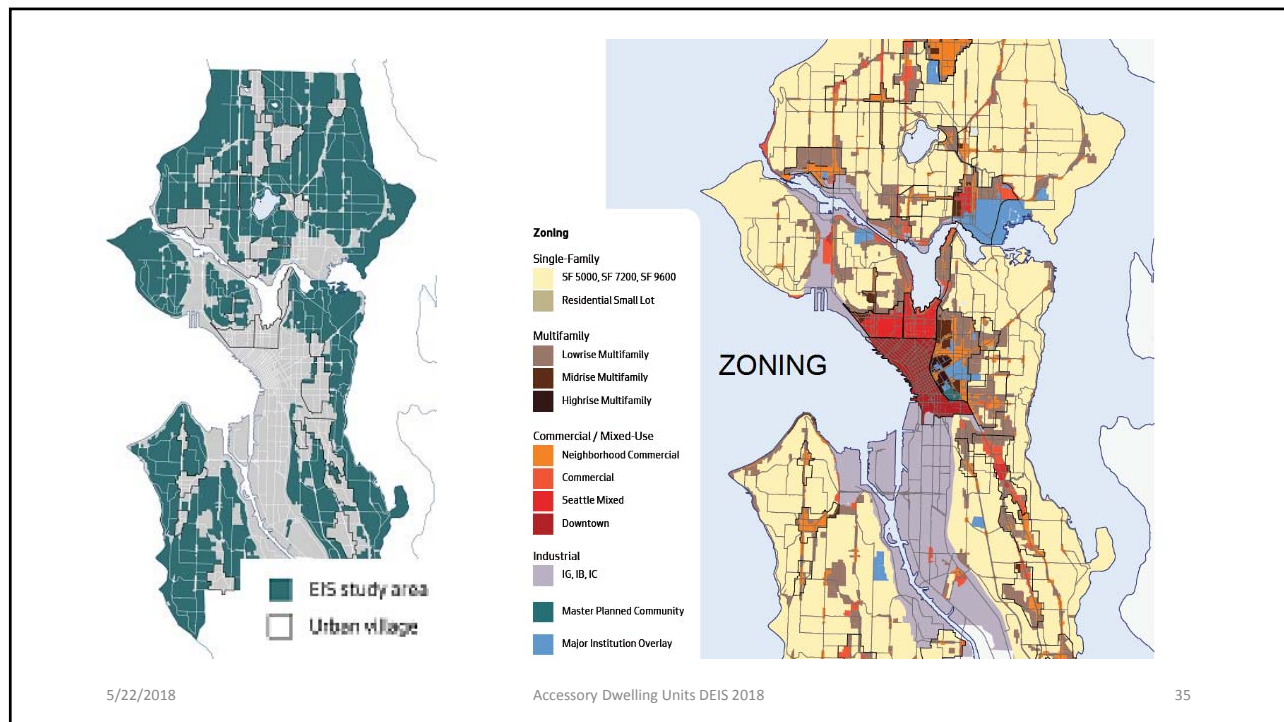 EIS study area
Urban village
Zoning
Single-Family
SF 5000, SF 7200, SF 9600
Residential Small Lot
Multifamily
Lowrise Multifamily
Midrise Multifamily
Highrise Multifamily
Commercial / Mixed-Use
Neighborhood Commercial
Commercial
Seattle Mixed
Downtown
Industrial
IG, IB, IC
Master Planned Community
Major Institution Overlay
ZONING
5/22/2018
Accessory Dwelling Units DEIS 2018
35